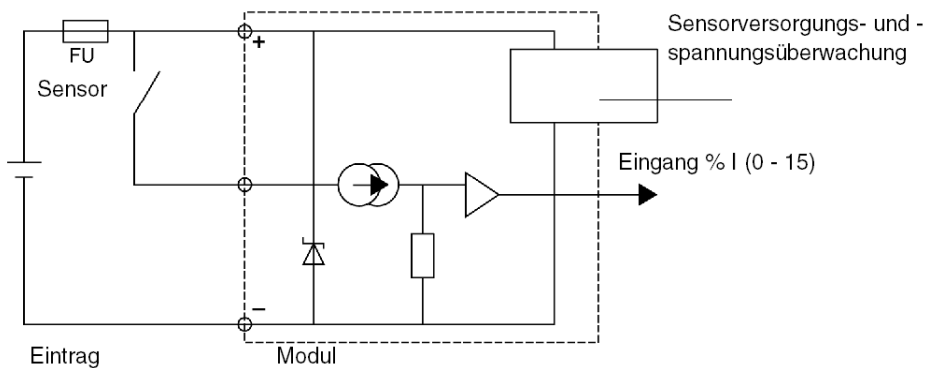 Sensorversorgungs- und -
spannungsüberwachung
+
FU
Sensor
Eingang % I (0 - 15)
–
Eintrag
Modul